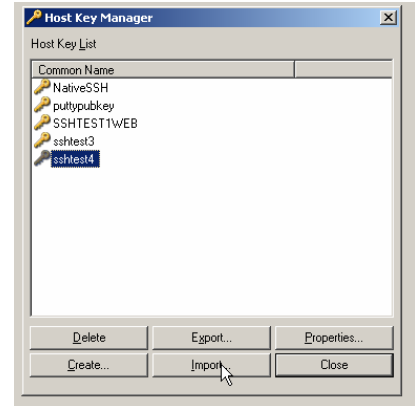 Host Key Manager
Host Key List
Common Name
NativeSSH
puttypubkey
SSHTEST1WEB
sshtest3
sshtest4
Delete Export... Properties...
Create... Import... Close